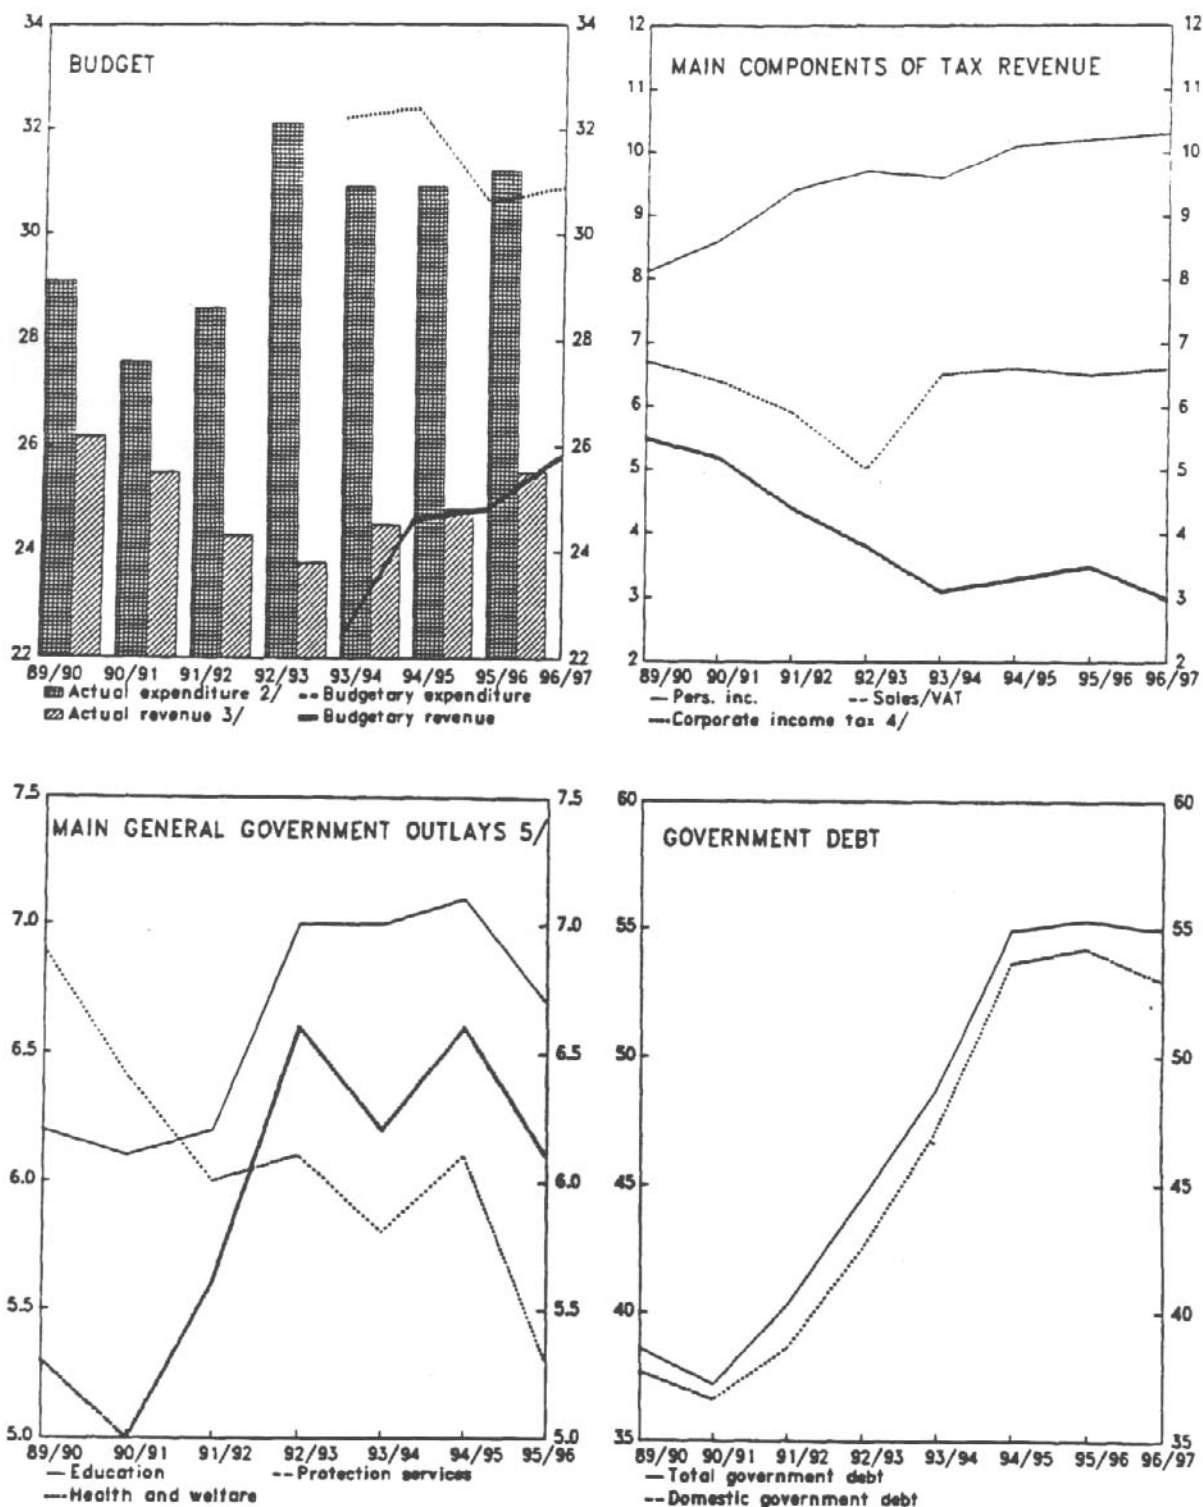 BUDGET
34 34
32 32
30 30
28 28
26 26
24 24
22 22
89/90 90/91 91/92 92/93 93/94 94/95 95/96 96/97
Actual expenditure 2/ Budgetary expenditure
Actual revenue 3/ Budgetary revenue
MAIN COMPONENTS OF TAX REVENUE
12 12
11 11
10 10
9 9
8 8
7 7
6 6
5 5
4 4
3 3
2 2
89/90 90/91 91/92 92/93 93/94 94/95 95/96 96/97
Pers. inc. Sales/VAT
Corporate income tax 4/
MAIN GENERAL GOVERNMENT OUTLAYS 5/
7.5 7.5
7.0 7.0
6.5 6.5
6.0 6.0
5.5 5.5
5.0 5.0
89/90 90/91 91/92 92/93 93/94 94/95 95/96
Education Protection services
Health and welfare
GOVERNMENT DEBT
60 60
55 55
50 50
45 45
40 40
35 35
89/90 90/91 91/92 92/93 93/94 94/95 95/96 96/97
Total government debt
Domestic government debt